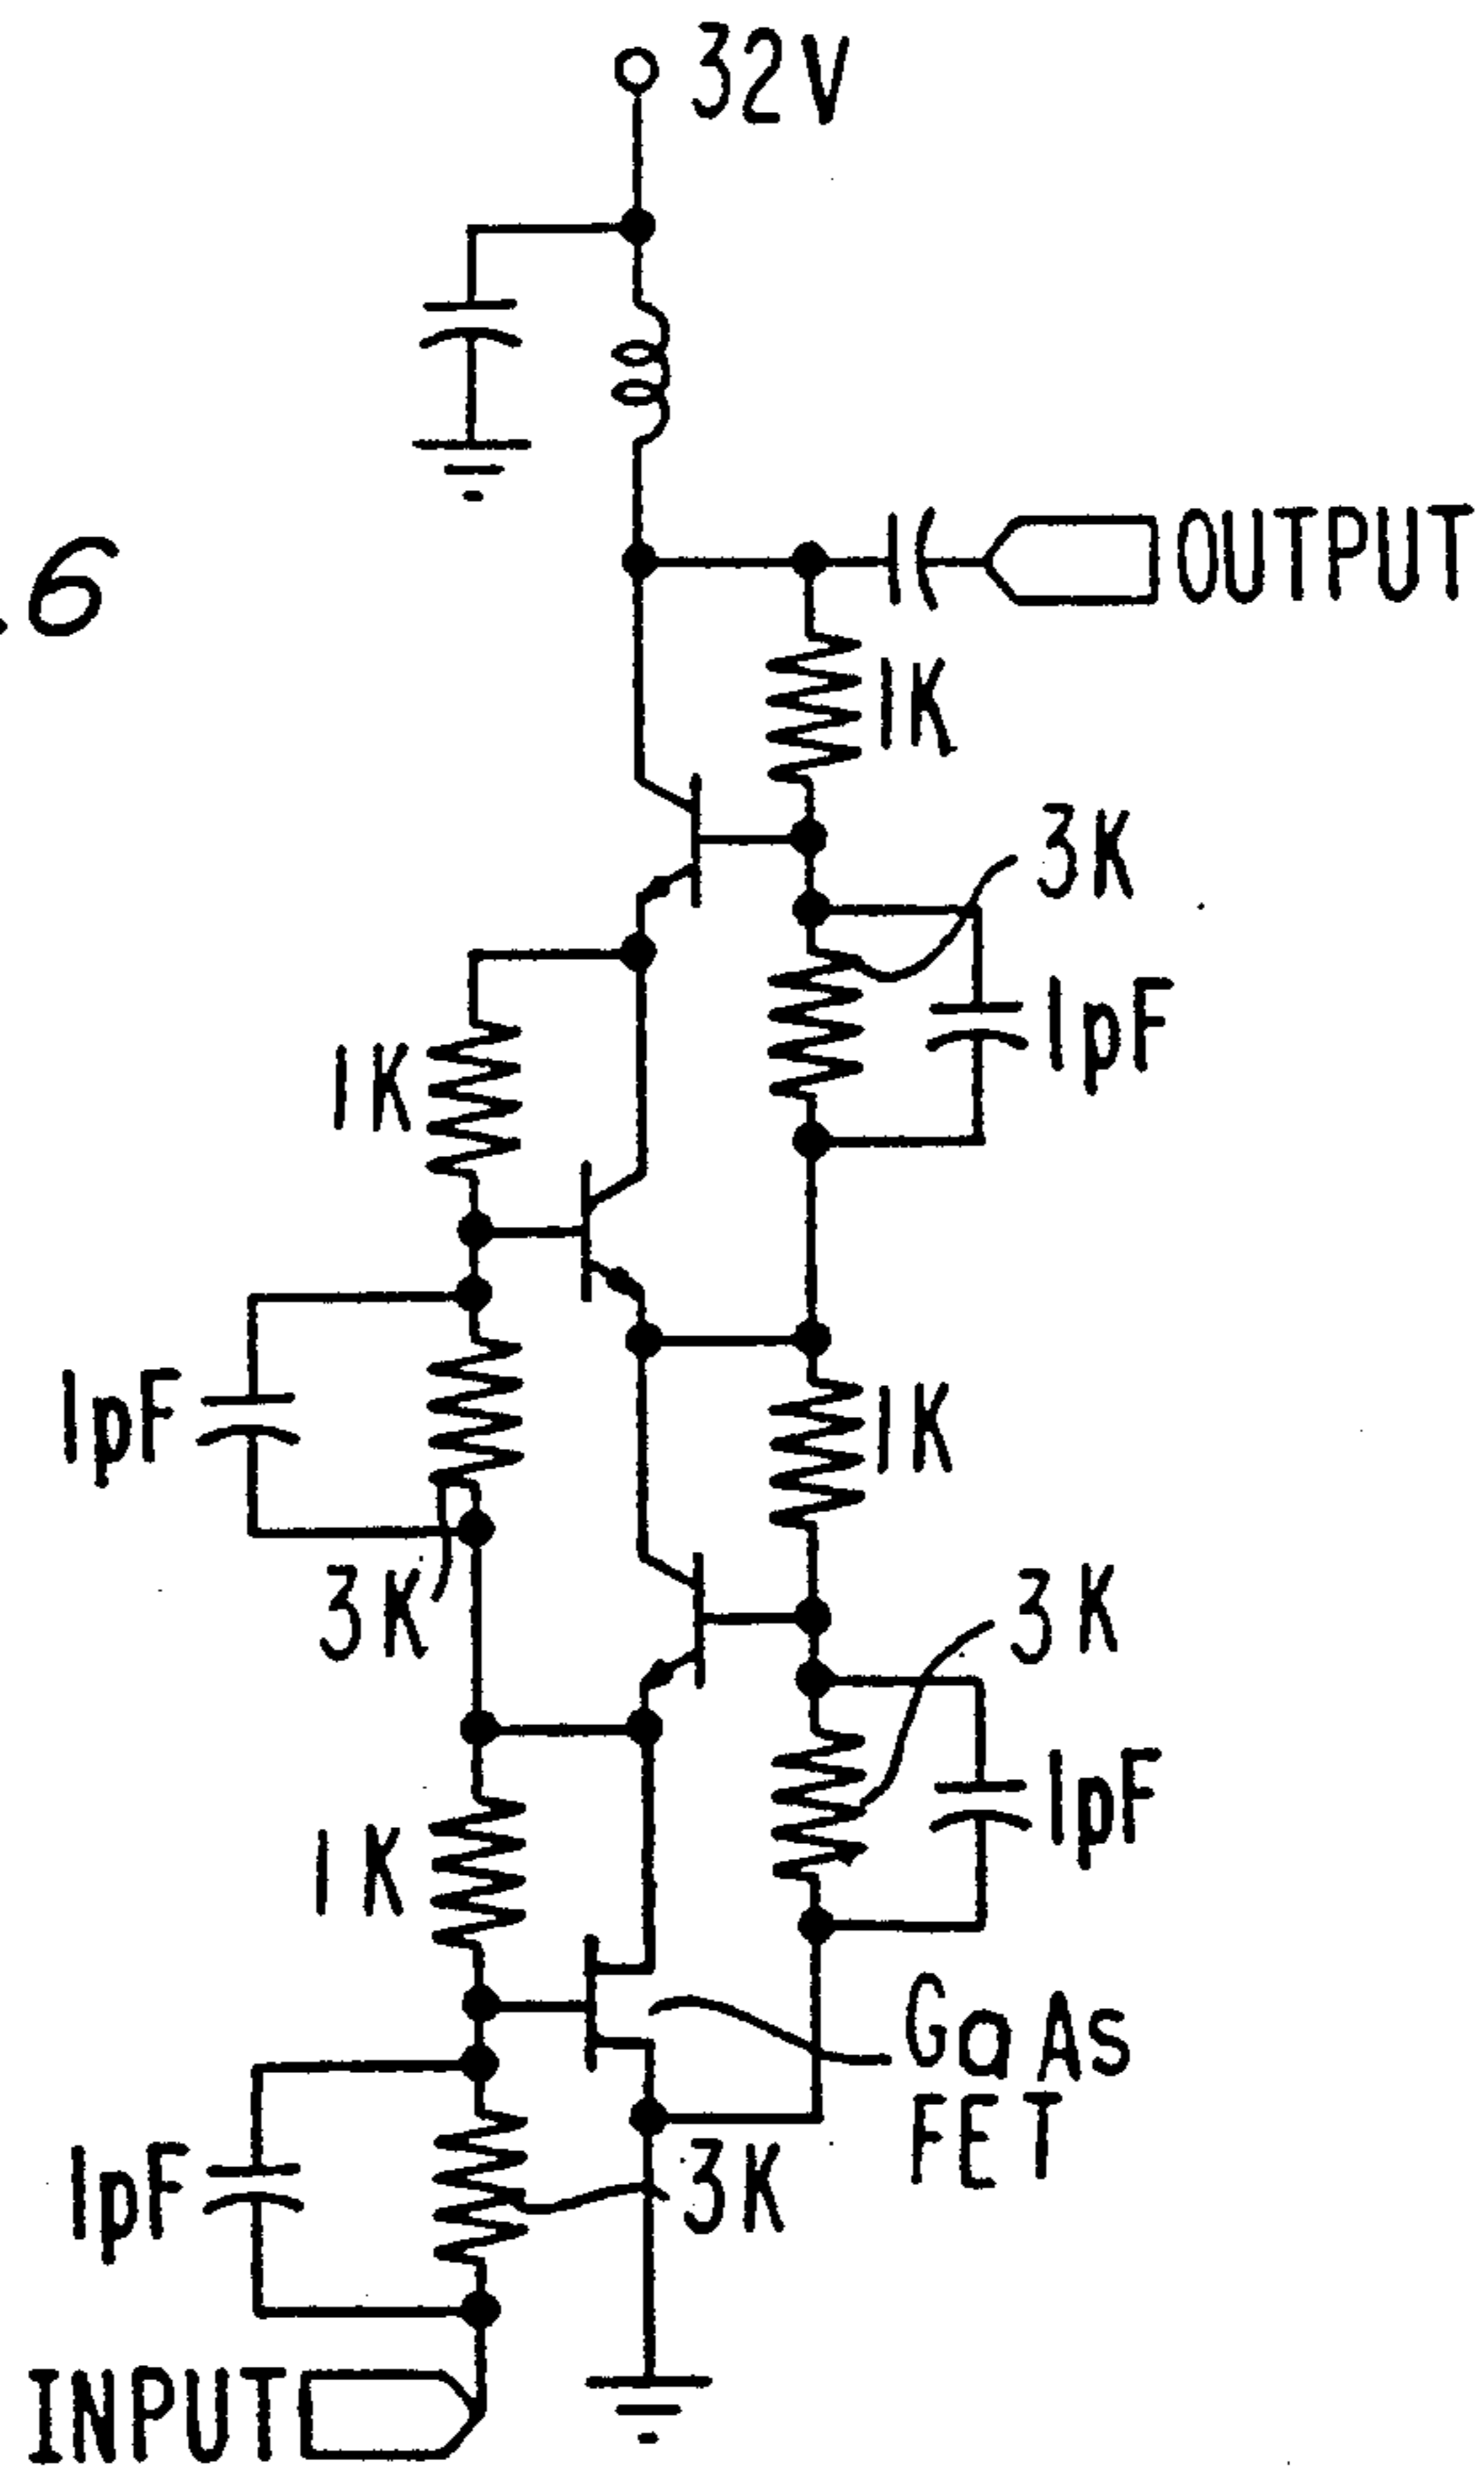 32V
.6
OUTPUT
1K
3K
1pF
1K
1pF
1K
3K
3K
1pF
1K
GaAs
FET
1pF
3K
INPUT